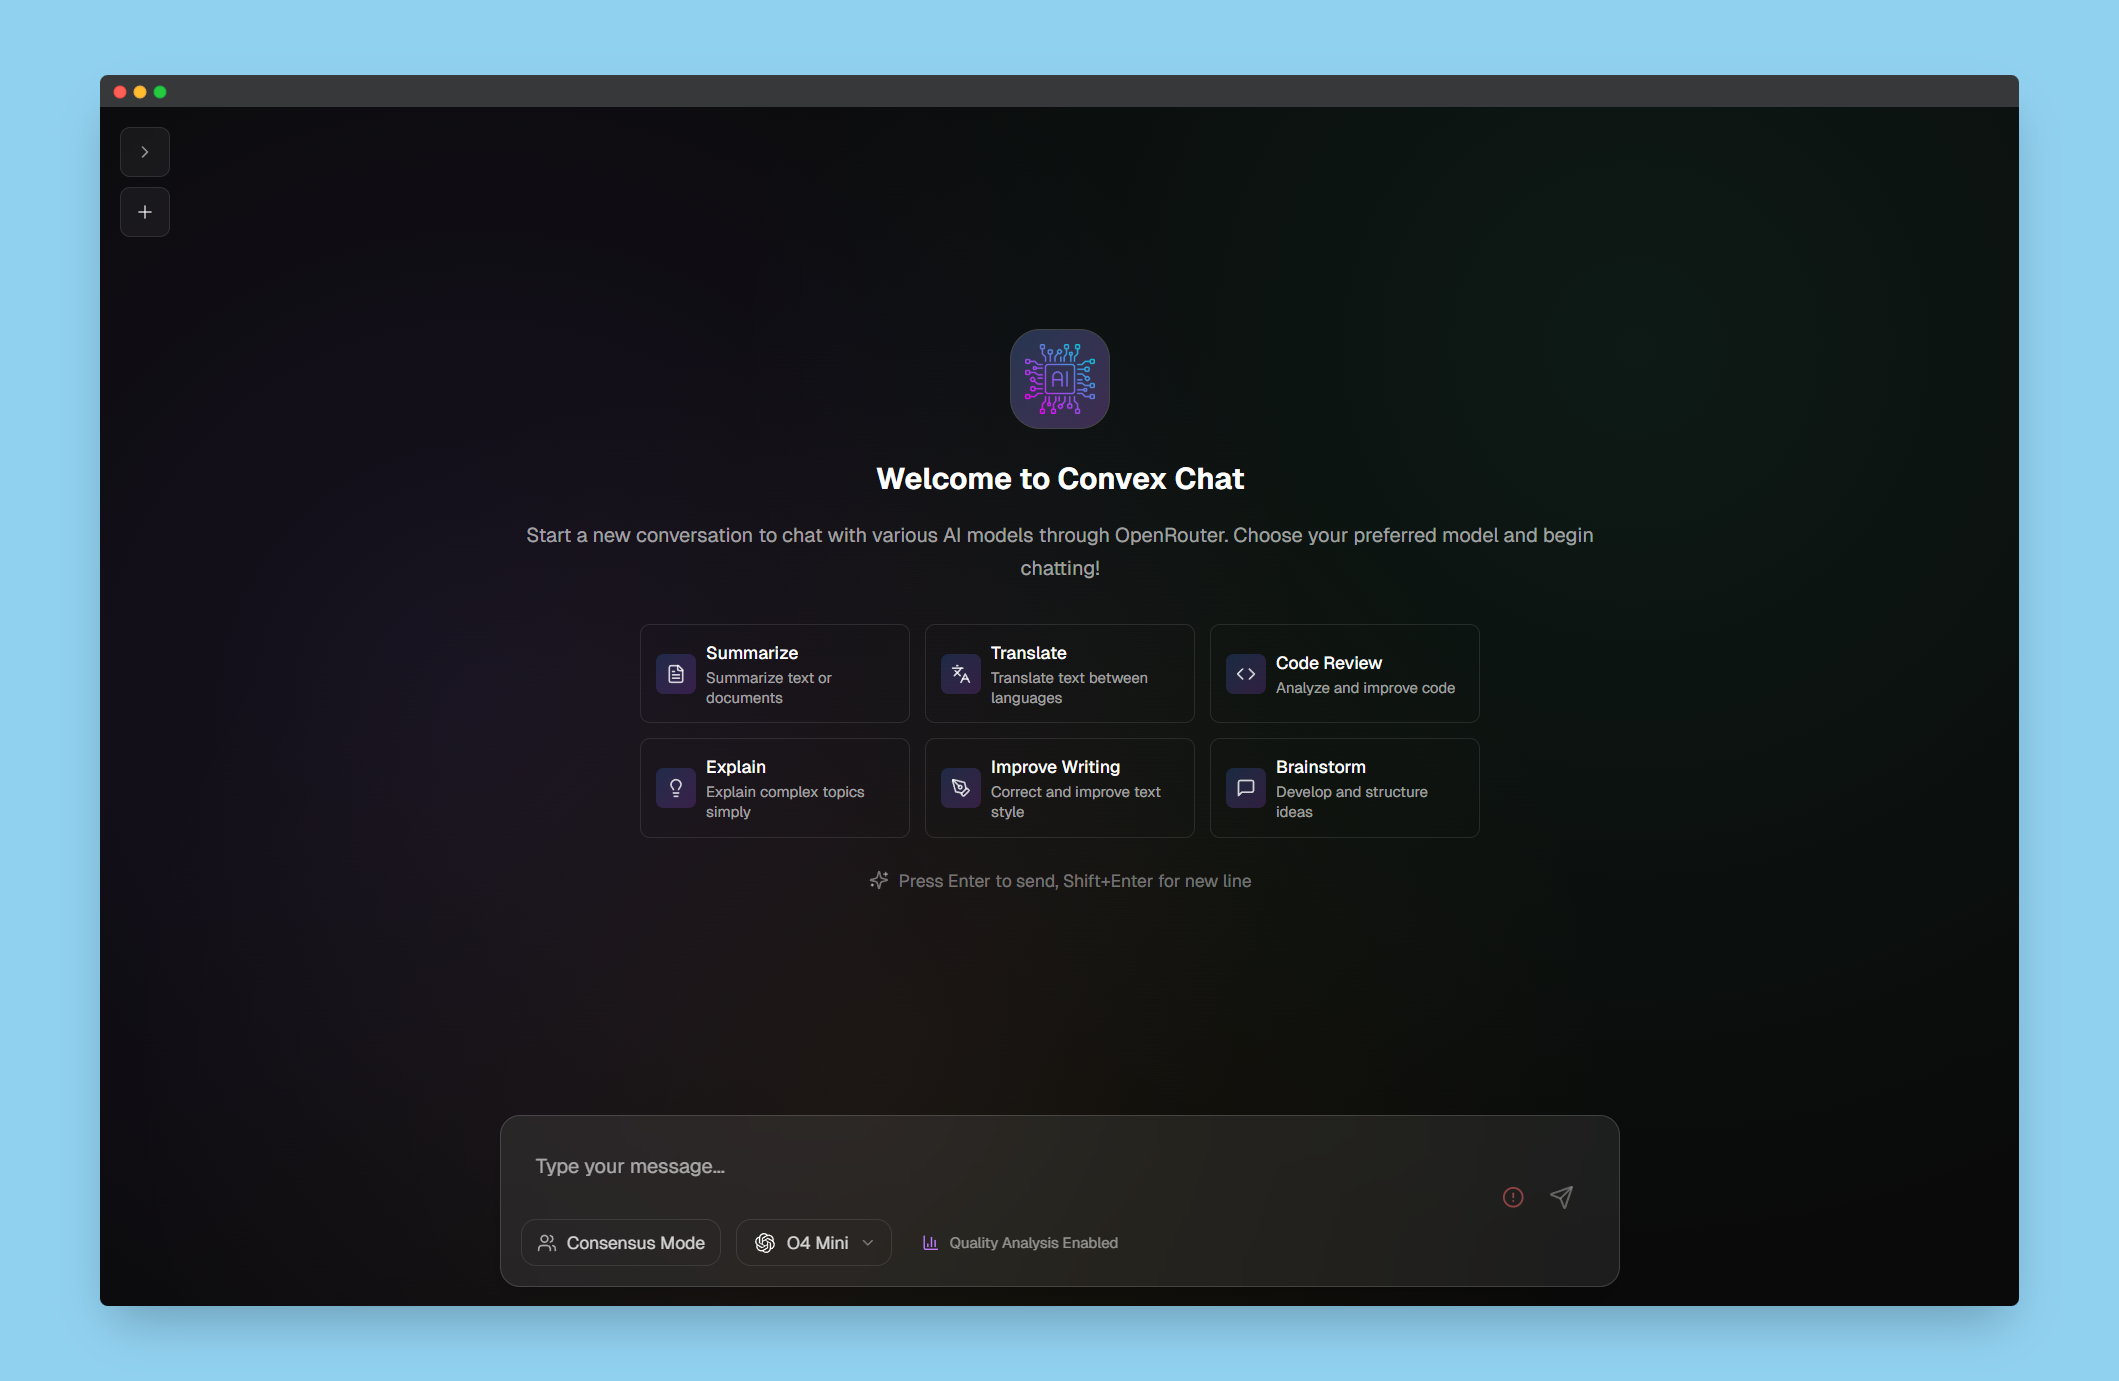 AI
Welcome to Convex Chat
Start a new conversation to chat with various AI models through OpenRouter. Choose your preferred model and begin
chatting!
Summarize
Summarize text or
documents
Translate
Translate text between
languages
Code Review
Analyze and improve code
Explain
Explain complex topics
simply
Improve Writing
Correct and improve text
style
Brainstorm
Develop and structure
ideas
Press Enter to send, Shift+Enter for new line
Type your message...
Consensus Mode
O4 Mini
Quality Analysis Enabled